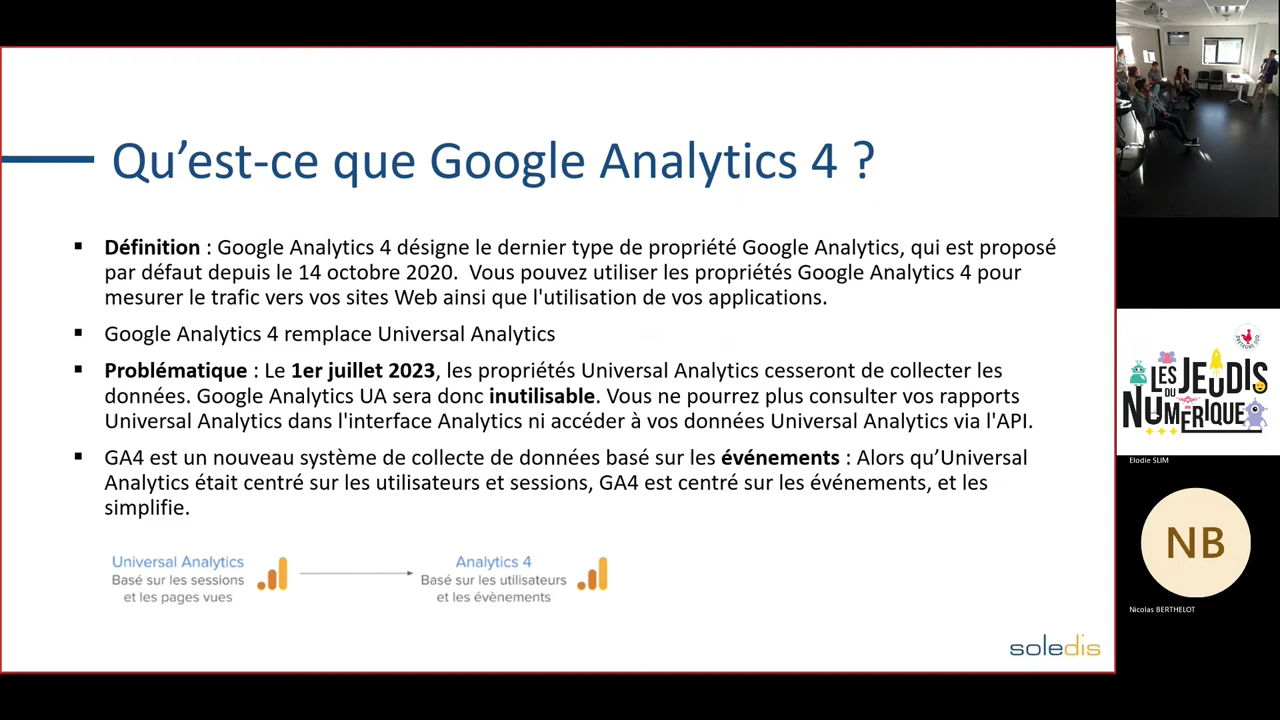 Qu’est-ce que Google Analytics 4 ?
▪ Définition : Google Analytics 4 désigne le dernier type de propriété Google Analytics, qui est proposé
par défaut depuis le 14 octobre 2020.  Vous pouvez utiliser les propriétés Google Analytics 4 pour
mesurer le trafic vers vos sites Web ainsi que l'utilisation de vos applications.
▪ Google Analytics 4 remplace Universal Analytics
▪ Problématique : Le 1er juillet 2023, les propriétés Universal Analytics cesseront de collecter les
données. Google Analytics UA sera donc inutilisable. Vous ne pourrez plus consulter vos rapports
Universal Analytics dans l'interface Analytics ni accéder à vos données Universal Analytics via l'API.
▪ GA4 est un nouveau système de collecte de données basé sur les événements : Alors qu’Universal
Analytics était centré sur les utilisateurs et sessions, GA4 est centré sur les événements, et les
simplifie.
Universal Analytics
Basé sur les sessions
et les pages vues
Analytics 4
Basé sur les utilisateurs
et les évènements
soledis
LES JEUDIS
DU
NUMÉRIQUE
Elodie SLIM
NB
Nicolas BERTHELOT